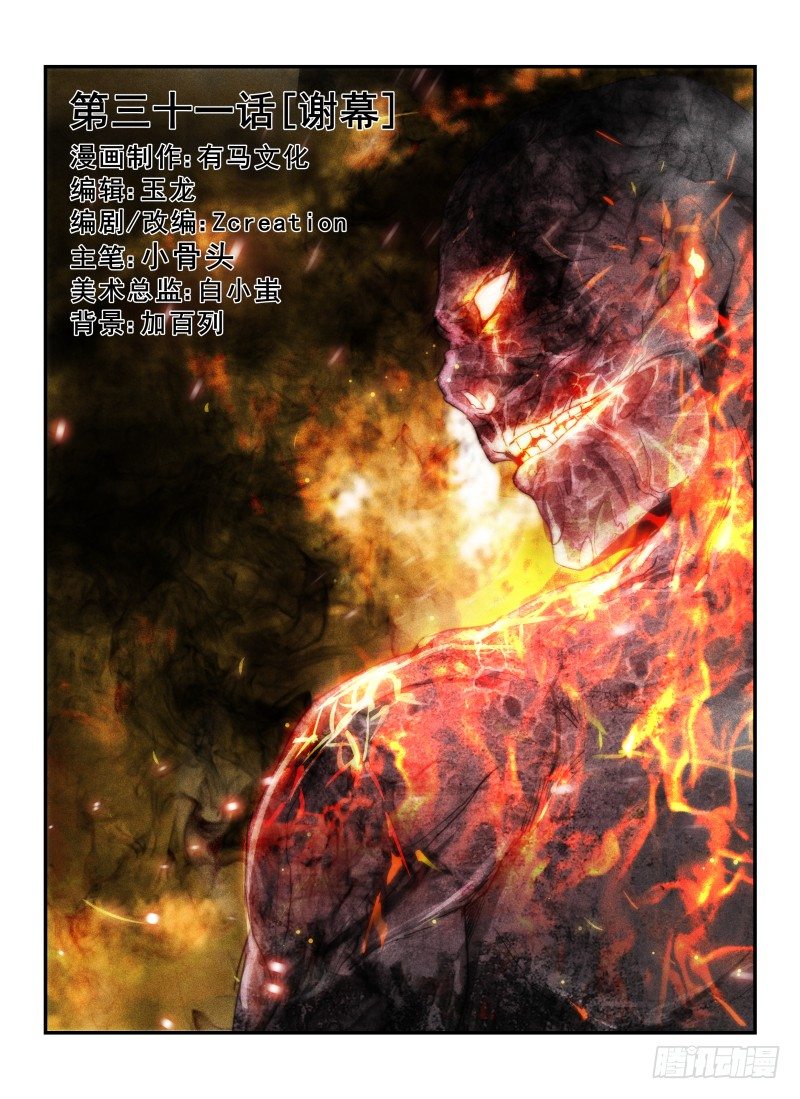 第三十一话[谢幕]
漫画制作:有马文化
编辑:玉龙
编剧/改编:Zcreation
主笔:小骨头
美术总监:白小蚩
背景:加百列
腾讯动漫